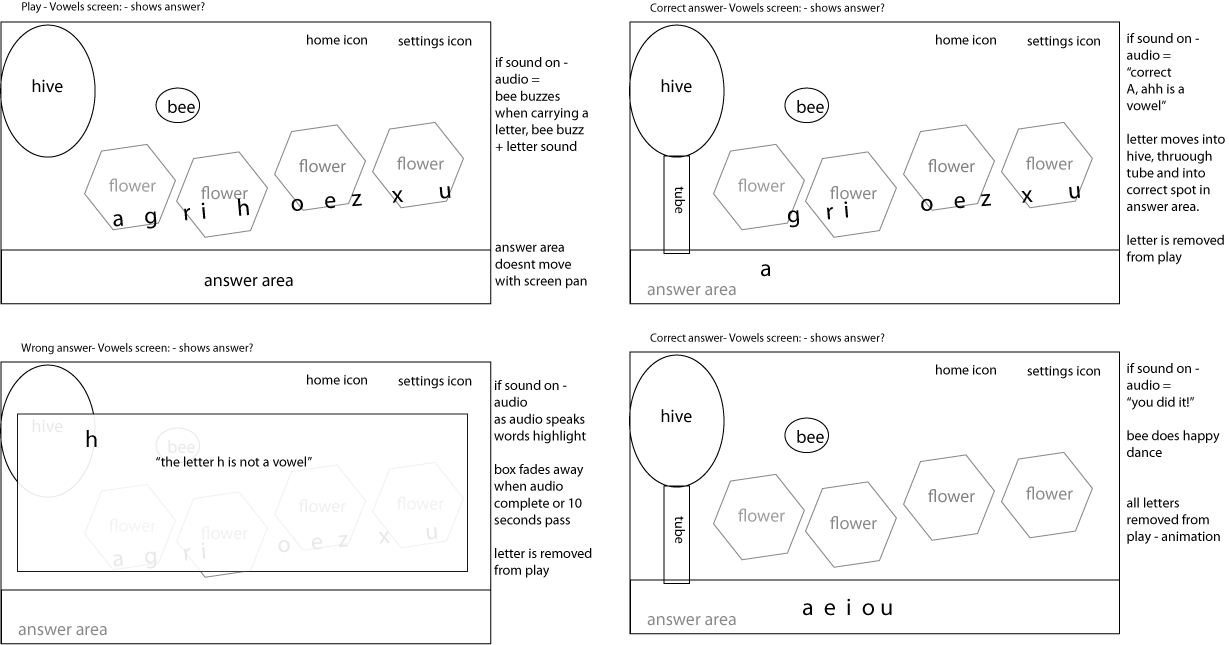 Play - Vowels screen: - shows answer?
home icon
settings icon
hive
bee
flower
flower
flower
flower
a g r i h o e z x u
answer area
if sound on -
audio =
bee buzzes
when carrying a
letter, bee buzz
+ letter sound
answer area
doesnt move
with screen pan
Correct answer- Vowels screen: - shows answer?
home icon
settings icon
hive
bee
tube
flower
flower
flower
flower
g r i o e z x u
a
answer area
if sound on -
audio =
“correct
A, ahh is a
vowel”
letter moves into
hive, thruough
tube and into
correct spot in
answer area.
letter is removed
from play
Wrong answer- Vowels screen: - shows answer?
home icon
settings icon
hive
h
bee
“the letter h is not a vowel”
flower
flower
flower
flower
a g r i o e z x u
answer area
if sound on -
audio
as audio speaks
words highlight
box fades away
when audio
complete or 10
seconds pass
letter is removed
from play
Correct answer- Vowels screen: - shows answer?
home icon
settings icon
hive
bee
tube
flower
flower
flower
flower
a e i o u
answer area
if sound on -
audio =
“you did it!”
bee does happy
dance
all letters
removed from
play - animation